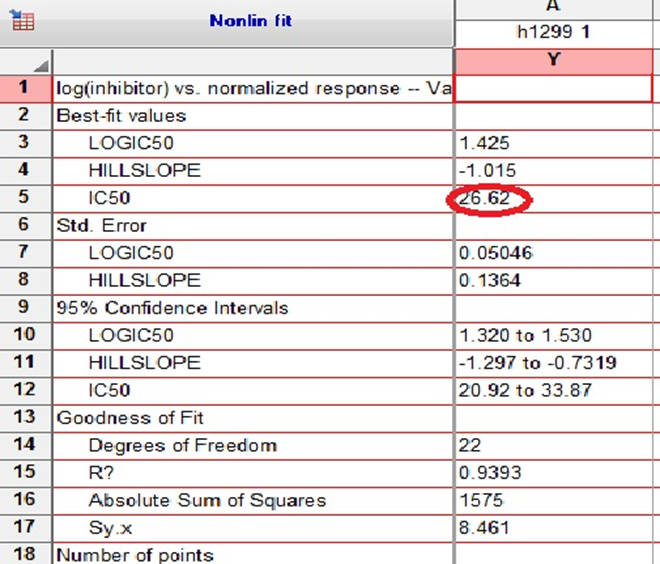 Nonlin fit A
h1299 1
Y
1 log(inhibitor) vs. normalized response -- Va
2 Best-fit values
3 LOGIC50 1.425
4 HILLSLOPE -1.015
5 IC50 26.62
6 Std. Error
7 LOGIC50 0.05046
8 HILLSLOPE 0.1364
9 95% Confidence Intervals
10 LOGIC50 1.320 to 1.530
11 HILLSLOPE -1.297 to -0.7319
12 IC50 20.92 to 33.87
13 Goodness of Fit
14 Degrees of Freedom 22
15 R? 0.9393
16 Absolute Sum of Squares 1575
17 Sy.x 8.461
18 Number of points